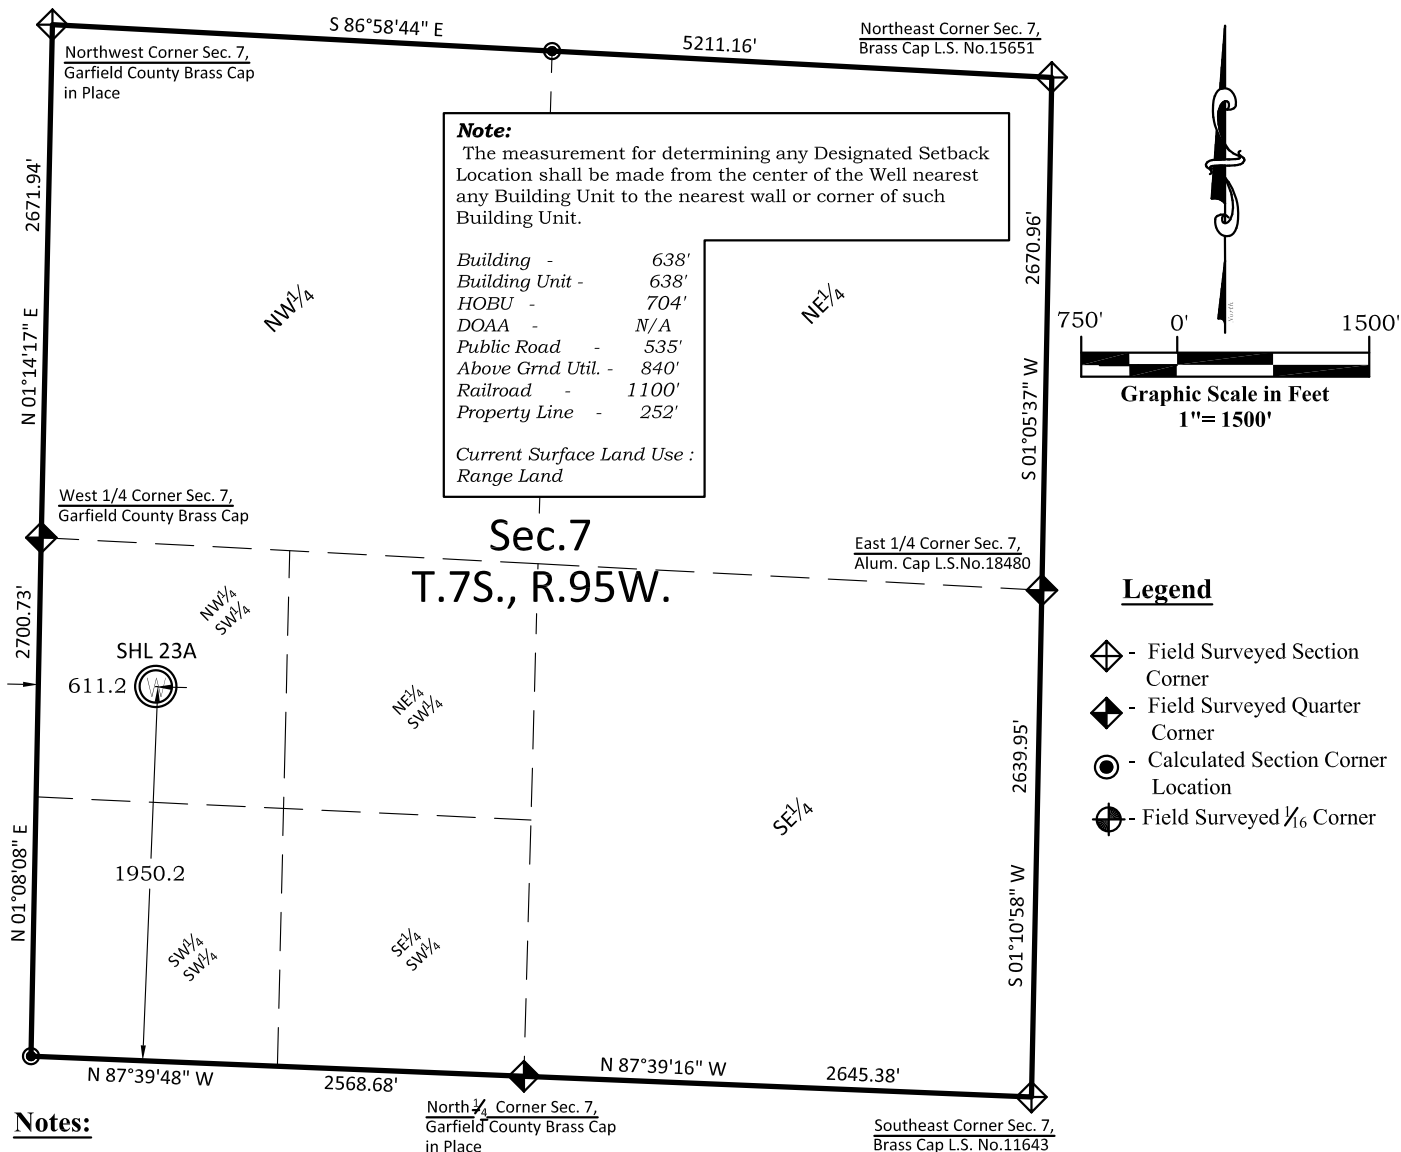 S 86°58'44" E
5211.16'
Northeast Corner Sec. 7,
Brass Cap L.S. No.15651
Northwest Corner Sec. 7,
Garfield County Brass Cap
in Place
Note:
The measurement for determining any Designated Setback
Location shall be made from the center of the Well nearest
any Building Unit to the nearest wall or corner of such
Building Unit.
Building - 638'
Building Unit - 638'
HOBU - 704'
DOAA - N/A
Public Road - 535'
Above Grnd Util. - 840'
Railroad - 1100'
Property Line - 252'
Current Surface Land Use :
Range Land
2671.94'
N 01°14'17" E
NW¼
NE¼
2670.96'
S 01°05'37" W
North
750' 0' 1500'
Graphic Scale in Feet
1"= 1500'
West 1/4 Corner Sec. 7,
Garfield County Brass Cap
Sec.7
T.7S., R.95W.
East 1/4 Corner Sec. 7,
Alum. Cap L.S.No.18480
Legend
- Field Surveyed Section
Corner
- Field Surveyed Quarter
Corner
- Calculated Section Corner
Location
- Field Surveyed 1/16 Corner
2700.73'
N 01°08'08" E
NW¼
SW¼
SHL 23A
611.2
W
NE¼
SW¼
2639.95'
S 01°10'58" W
SE¼
1950.2
SW¼
SW¼
SE¼
SW¼
N 87°39'48" W
2568.68'
N 87°39'16" W
2645.38'
North ¼ Corner Sec. 7,
Garfield County Brass Cap
in Place
Southeast Corner Sec. 7,
Brass Cap L.S. No.11643
Notes: